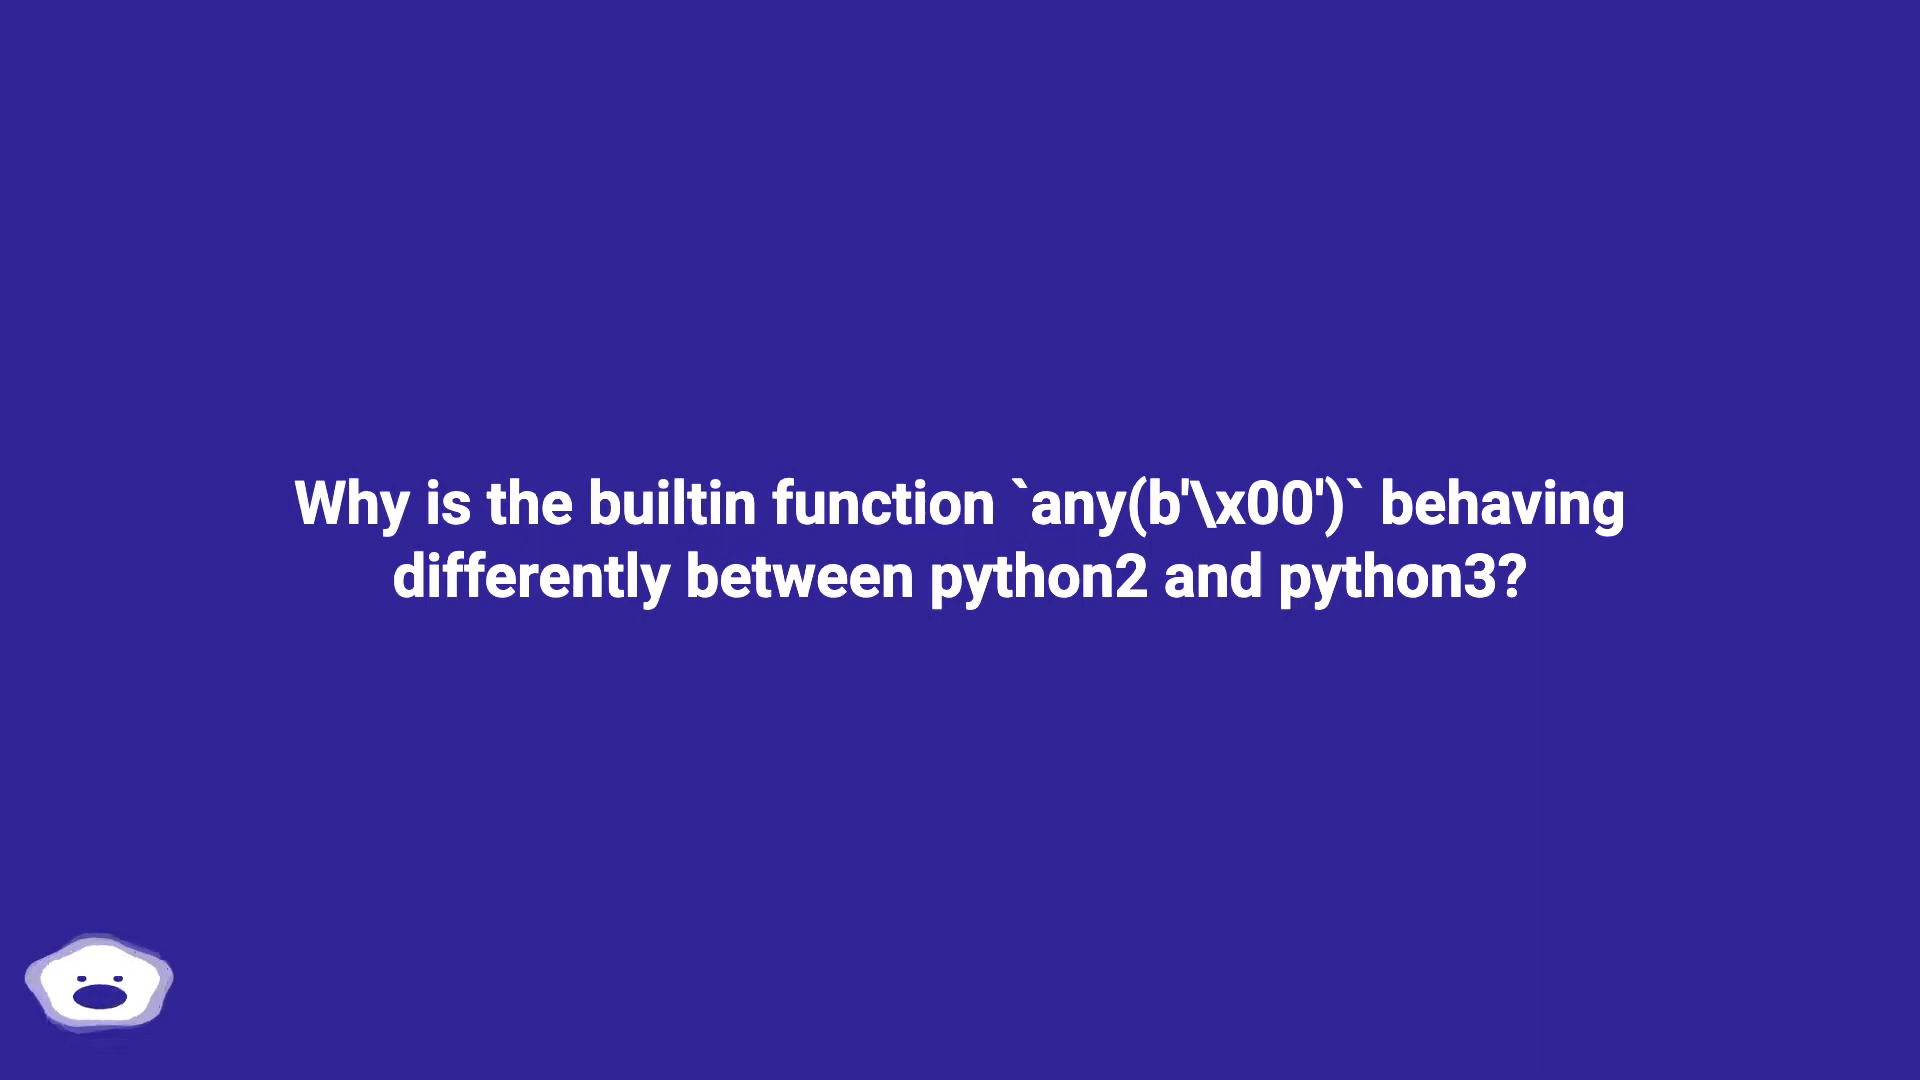 Why is the builtin function `any(b'\x00')` behaving
differently between python2 and python3?